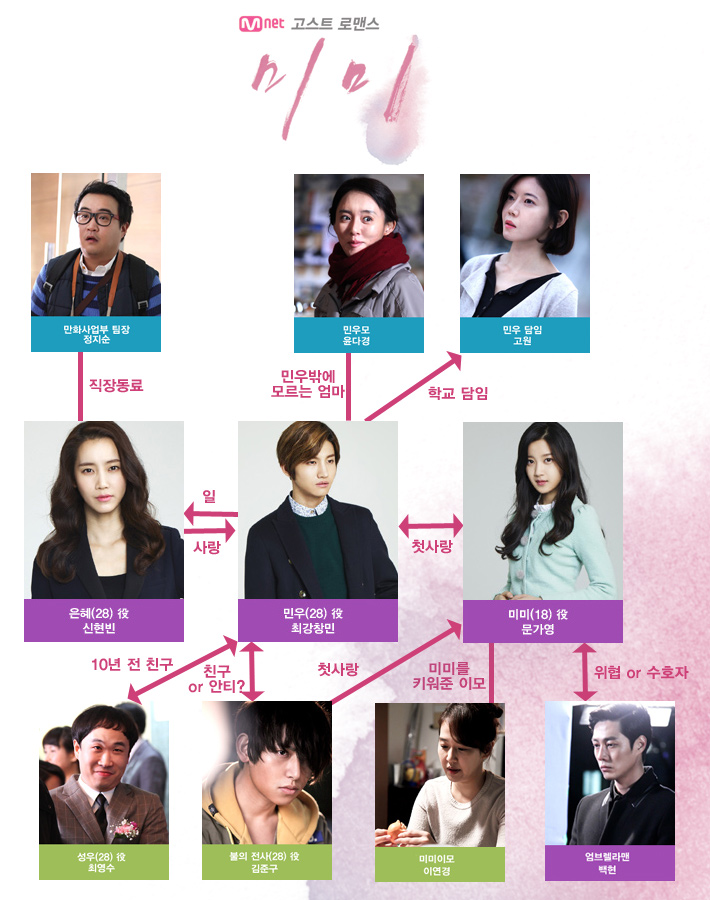 Mnet 고스트 로맨스
미미
만화사업부 팀장
정지순
민우모
윤다경
민우 담임
고원
직장동료
민우밖에
모르는 엄마
학교 담임
일
사랑
첫사랑
은혜(28) 役
신현빈
민우(28) 役
최강창민
미미(18) 役
문가영
10년 전 친구
친구
or 안티?
첫사랑
미미를
키워준 이모
위협 or 수호자
성우(28) 役
최영수
불의 전사(28) 役
김준구
미미이모
이연경
엄브렐라맨
백현